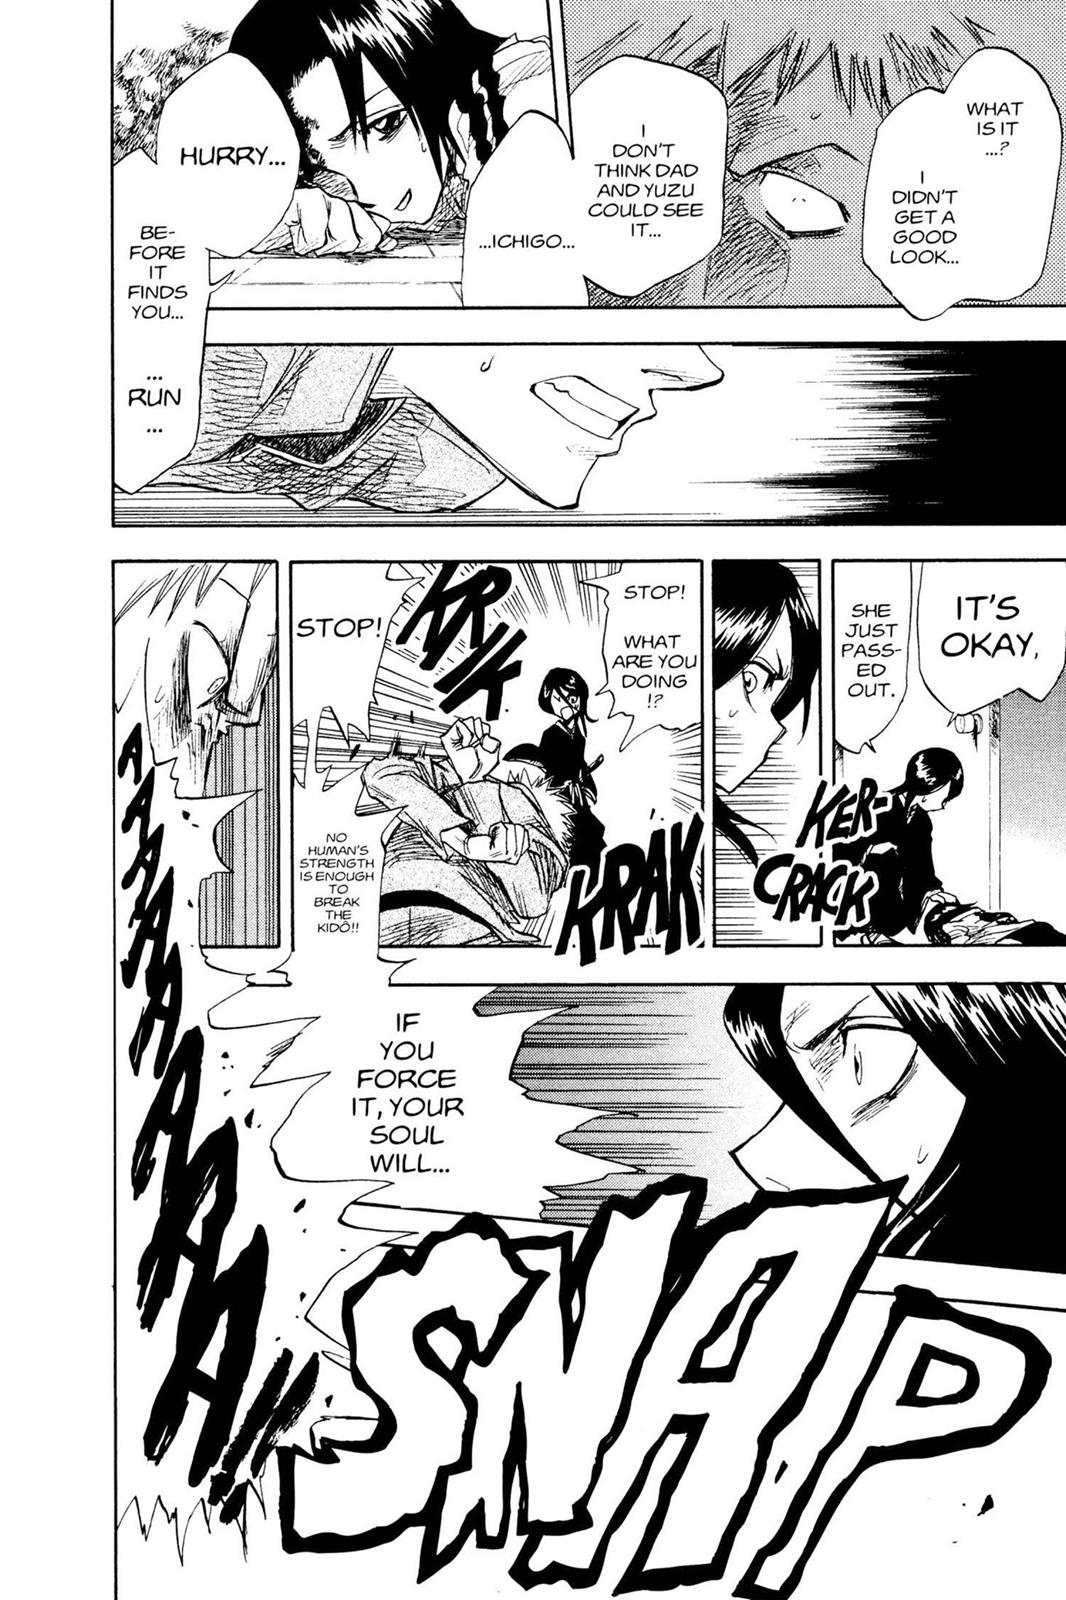 WHAT
IS IT
...?
I
DIDN'T
GET A
GOOD
LOOK...
I
DON'T
THINK DAD
AND YUZU
COULD SEE
IT...
...ICHIGO...
HURRY...
BE-
FORE
IT
FINDS
YOU...
...
RUN
...
IT'S
OKAY,
SHE
JUST
PASS-
ED
OUT.
KER-
CRACK
STOP!
WHAT
ARE YOU
DOING
!?
KRIK
KRAK
STOP!
NO
HUMAN'S
STRENGTH
IS ENOUGH
TO
BREAK
THE
KIDÔ!!
AAAAAAAAA!!
IF
YOU
FORCE
IT, YOUR
SOUL
WILL...
SNAP